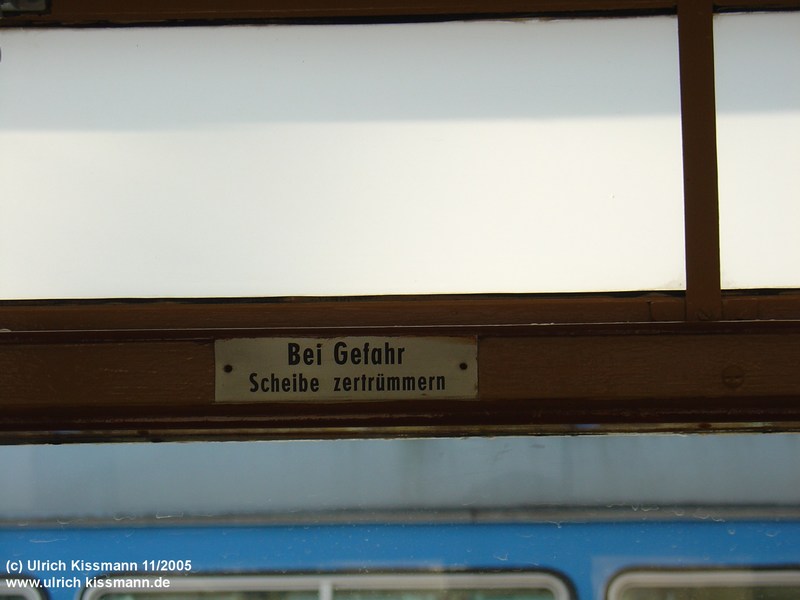 Bei Gefahr
Scheibe zertrümmern
(c) Ulrich Kissmann 11/2005
www.ulrich kissmann.de